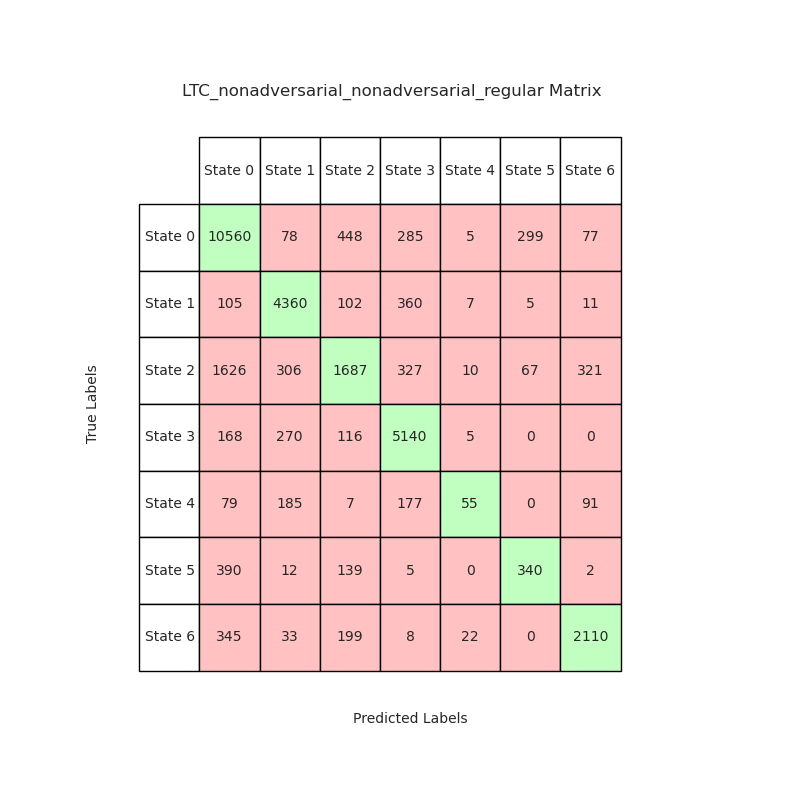 LTC_nonadversarial_nonadversarial_regular Matrix
State 0 State 1 State 2 State 3 State 4 State 5 State 6
State 0 10560 78 448 285 5 299 77
State 1 105 4360 102 360 7 5 11
State 2 1626 306 1687 327 10 67 321
State 3 168 270 116 5140 5 0 0
State 4 79 185 7 177 55 0 91
State 5 390 12 139 5 0 340 2
State 6 345 33 199 8 22 0 2110
True Labels
Predicted Labels